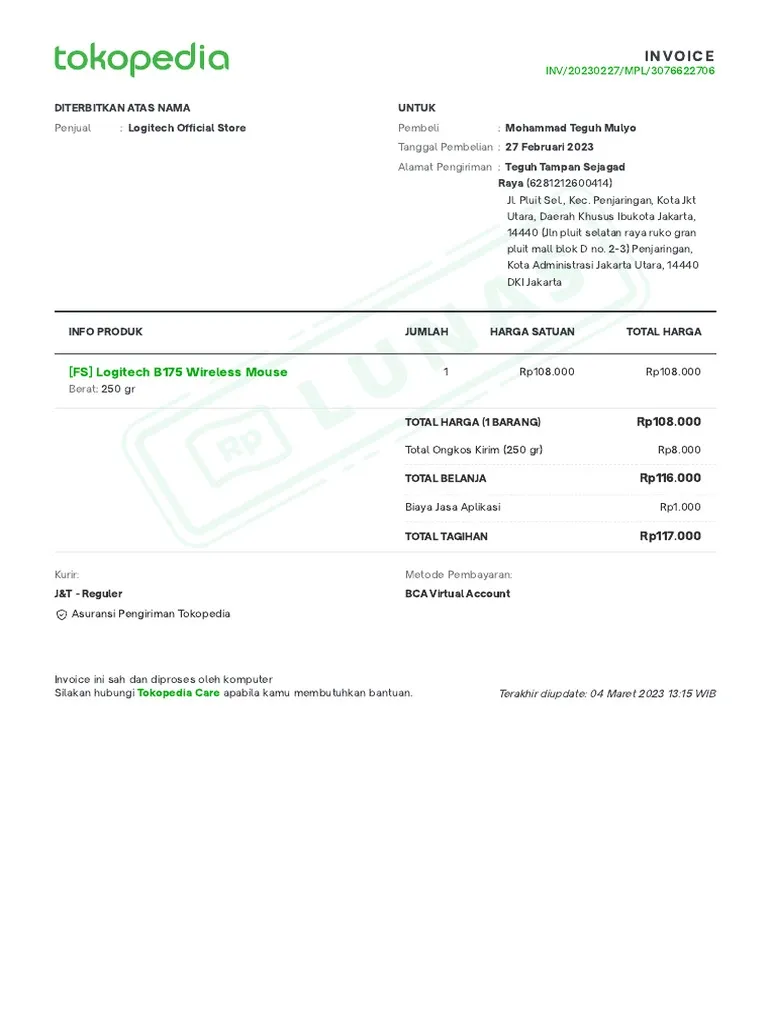 tokopedia
INVOICE
INV/20230227/MPL/3076622706
DITERBITKAN ATAS NAMA
Penjual : Logitech Official Store
UNTUK
Pembeli : Mohammad Teguh Mulyo
Tanggal Pembelian : 27 Februari 2023
Alamat Pengiriman : Teguh Tampan Sejagad
Raya (6281212600414)
Jl. Pluit Sel., Kec. Penjaringan, Kota Jkt
Utara, Daerah Khusus Ibukota Jakarta,
14440 (Jln pluit selatan raya ruko gran
pluit mall blok D no. 2-3) Penjaringan,
Kota Administrasi Jakarta Utara, 14440
DKI Jakarta
INFO PRODUK JUMLAH HARGA SATUAN TOTAL HARGA
[FS] Logitech B175 Wireless Mouse 1 Rp108.000 Rp108.000
Berat: 250 gr
Rp LUNAS
TOTAL HARGA (1 BARANG) Rp108.000
Total Ongkos Kirim (250 gr) Rp8.000
TOTAL BELANJA Rp116.000
Biaya Jasa Aplikasi Rp1.000
TOTAL TAGIHAN Rp117.000
Kurir:
J&T - Reguler
Asuransi Pengiriman Tokopedia
Metode Pembayaran:
BCA Virtual Account
Invoice ini sah dan diproses oleh komputer
Silakan hubungi Tokopedia Care apabila kamu membutuhkan bantuan.
Terakhir diupdate: 04 Maret 2023 13:15 WIB